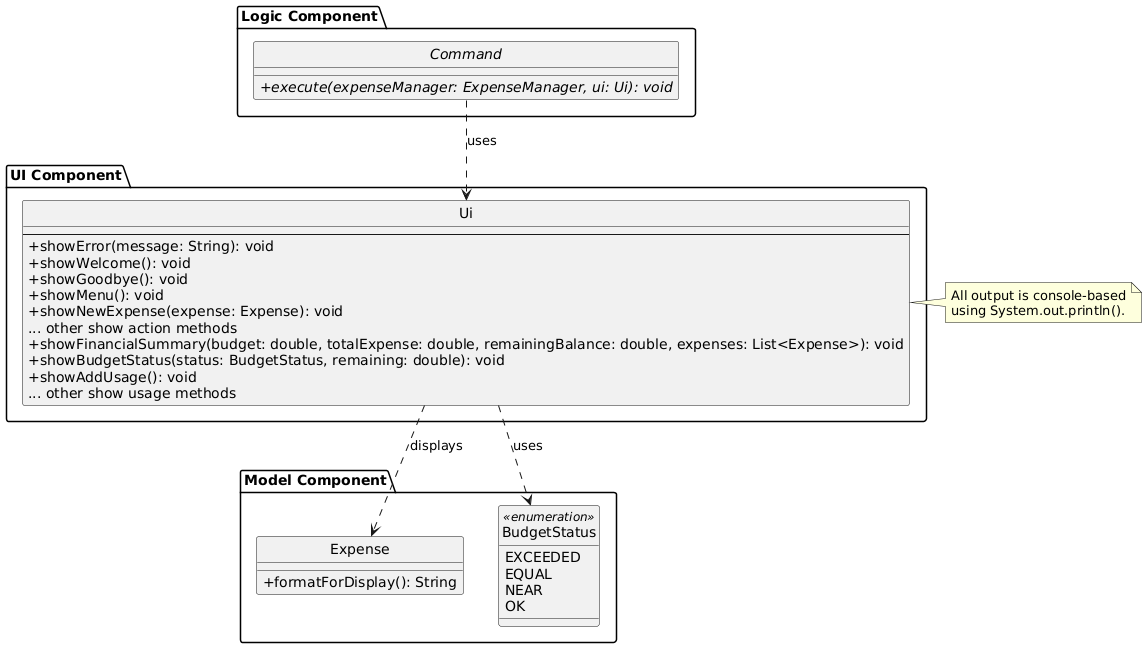 Logic Component
Command
+execute(expenseManager: ExpenseManager, ui: Ui): void
uses
UI Component
Ui
+showError(message: String): void
+showWelcome(): void
+showGoodbye(): void
+showMenu(): void
+showNewExpense(expense: Expense): void
... other show action methods
+showFinancialSummary(budget: double, totalExpense: double, remainingBalance: double, expenses: List<Expense>): void
+showBudgetStatus(status: BudgetStatus, remaining: double): void
+showAddUsage(): void
... other show usage methods
All output is console-based
using System.out.println().
displays
uses
Model Component
Expense
+formatForDisplay(): String
«enumeration»
BudgetStatus
EXCEEDED
EQUAL
NEAR
OK